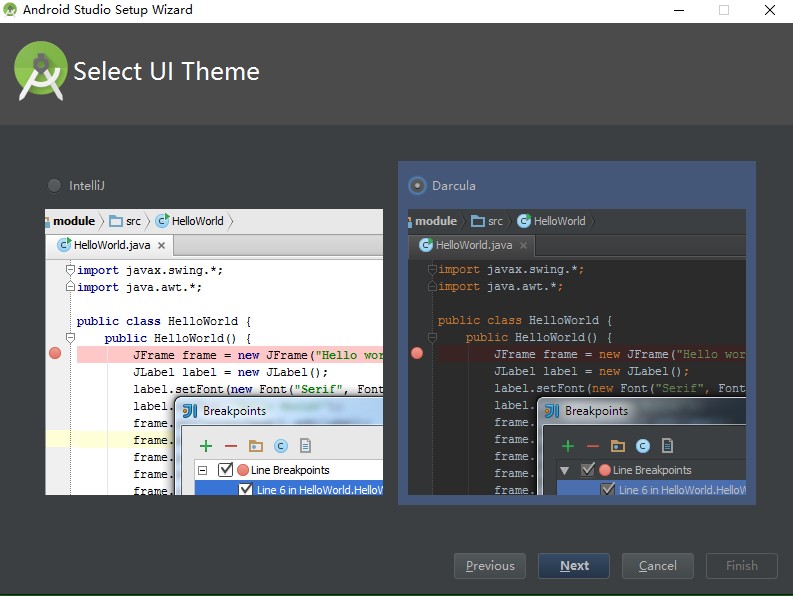 Android Studio Setup Wizard
Select UI Theme
IntelliJ
module src HelloWorld
HelloWorld.java
import javax.swing.*;
import java.awt.*;
public class HelloWorld {
public HelloWorld() {
JFrame frame = new JFrame("Hello wor
JLabel label = new JLabel();
label.setFont(new Font("Serif", Font
label.
frame.
frame.
frame.
frame.
frame.
Breakpoints
Line Breakpoints
Line 6 in HelloWorld.HelloW
Darcula
module src HelloWorld
HelloWorld.java
import javax.swing.*;
import java.awt.*;
public class HelloWorld {
public HelloWorld() {
JFrame frame = new JFrame("Hello wor
JLabel label = new JLabel();
label.setFont(new Font("Serif", Font
label.
frame.
frame.
frame.
frame.
frame.
Breakpoints
Line Breakpoints
Line 6 in HelloWorld.HelloW
Previous Next Cancel Finish